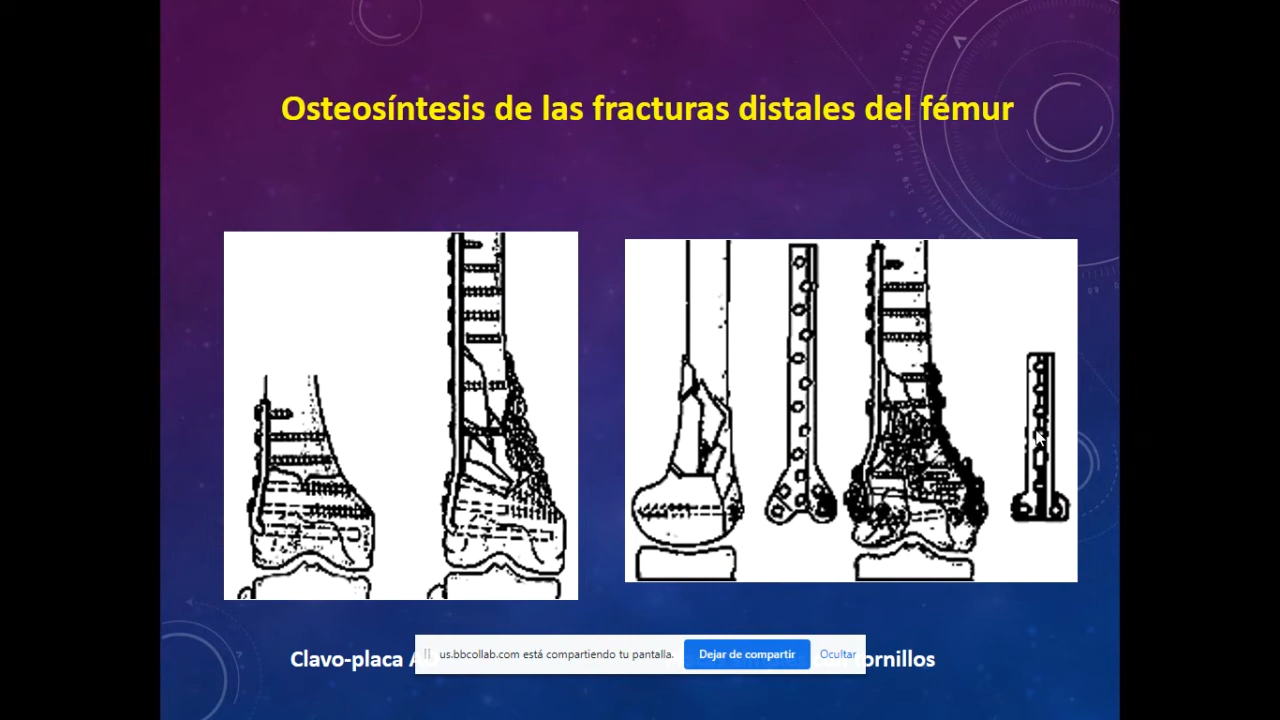 Osteosíntesis de las fracturas distales del fémur
Clavo-placa
us.bbcollab.com está compartiendo tu pantalla.
Dejar de compartir
Ocultar